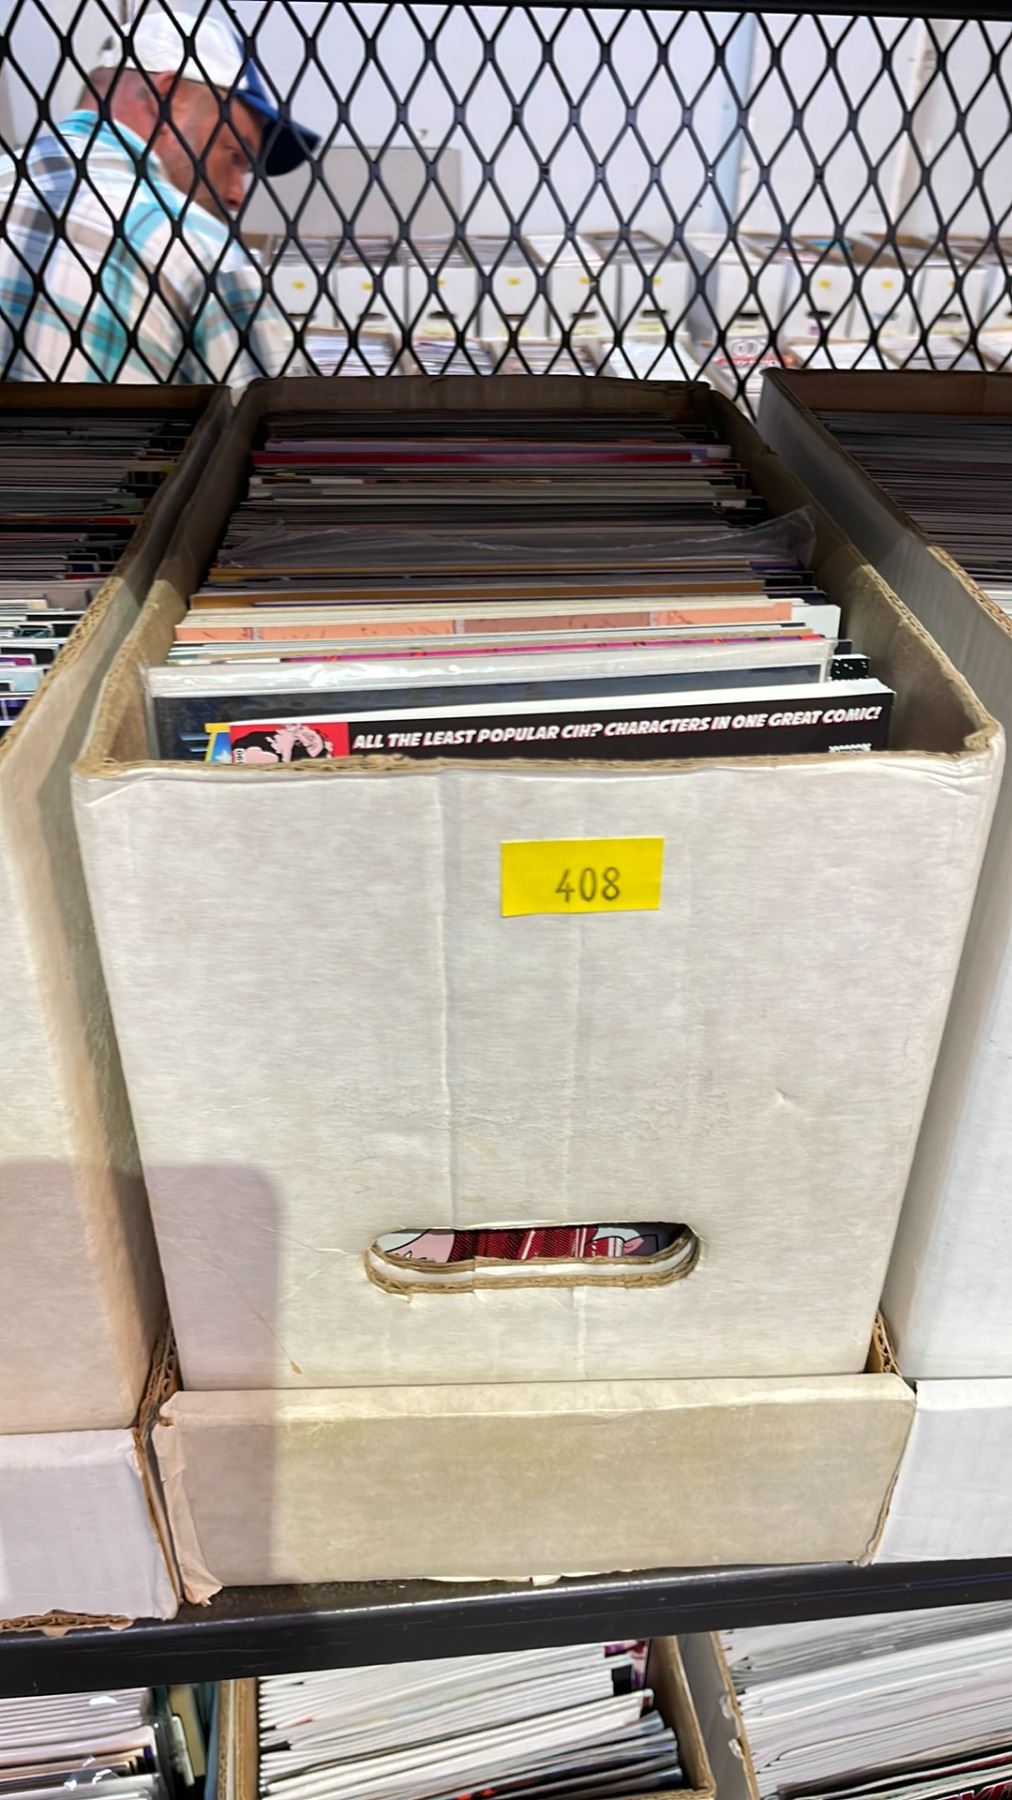 ALL THE LEAST POPULAR CIH? CHARACTERS IN ONE GREAT COMIC!
408